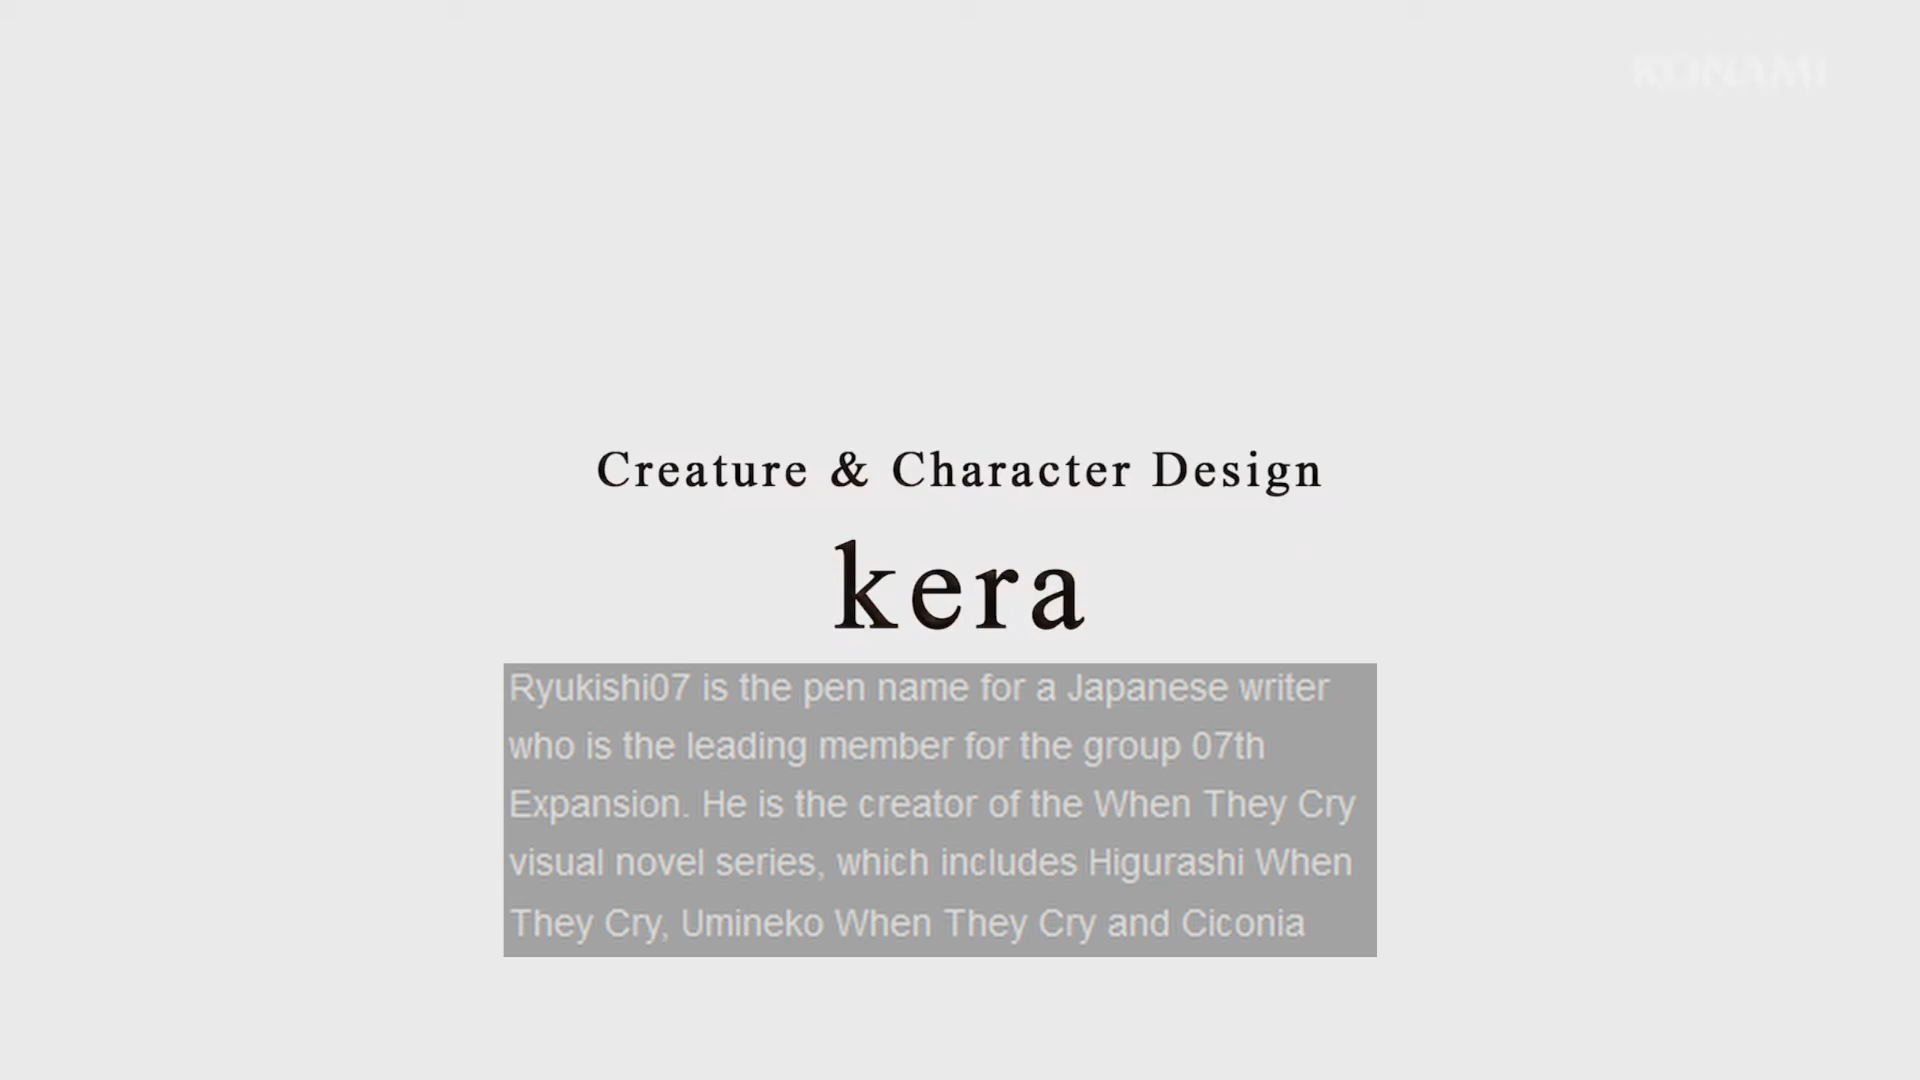 KONAMI
Creature & Character Design
kera
Ryukishi07 is the pen name for a Japanese writer
who is the leading member for the group 07th
Expansion. He is the creator of the When They Cry
visual novel series, which includes Higurashi When
They Cry, Umineko When They Cry and Ciconia